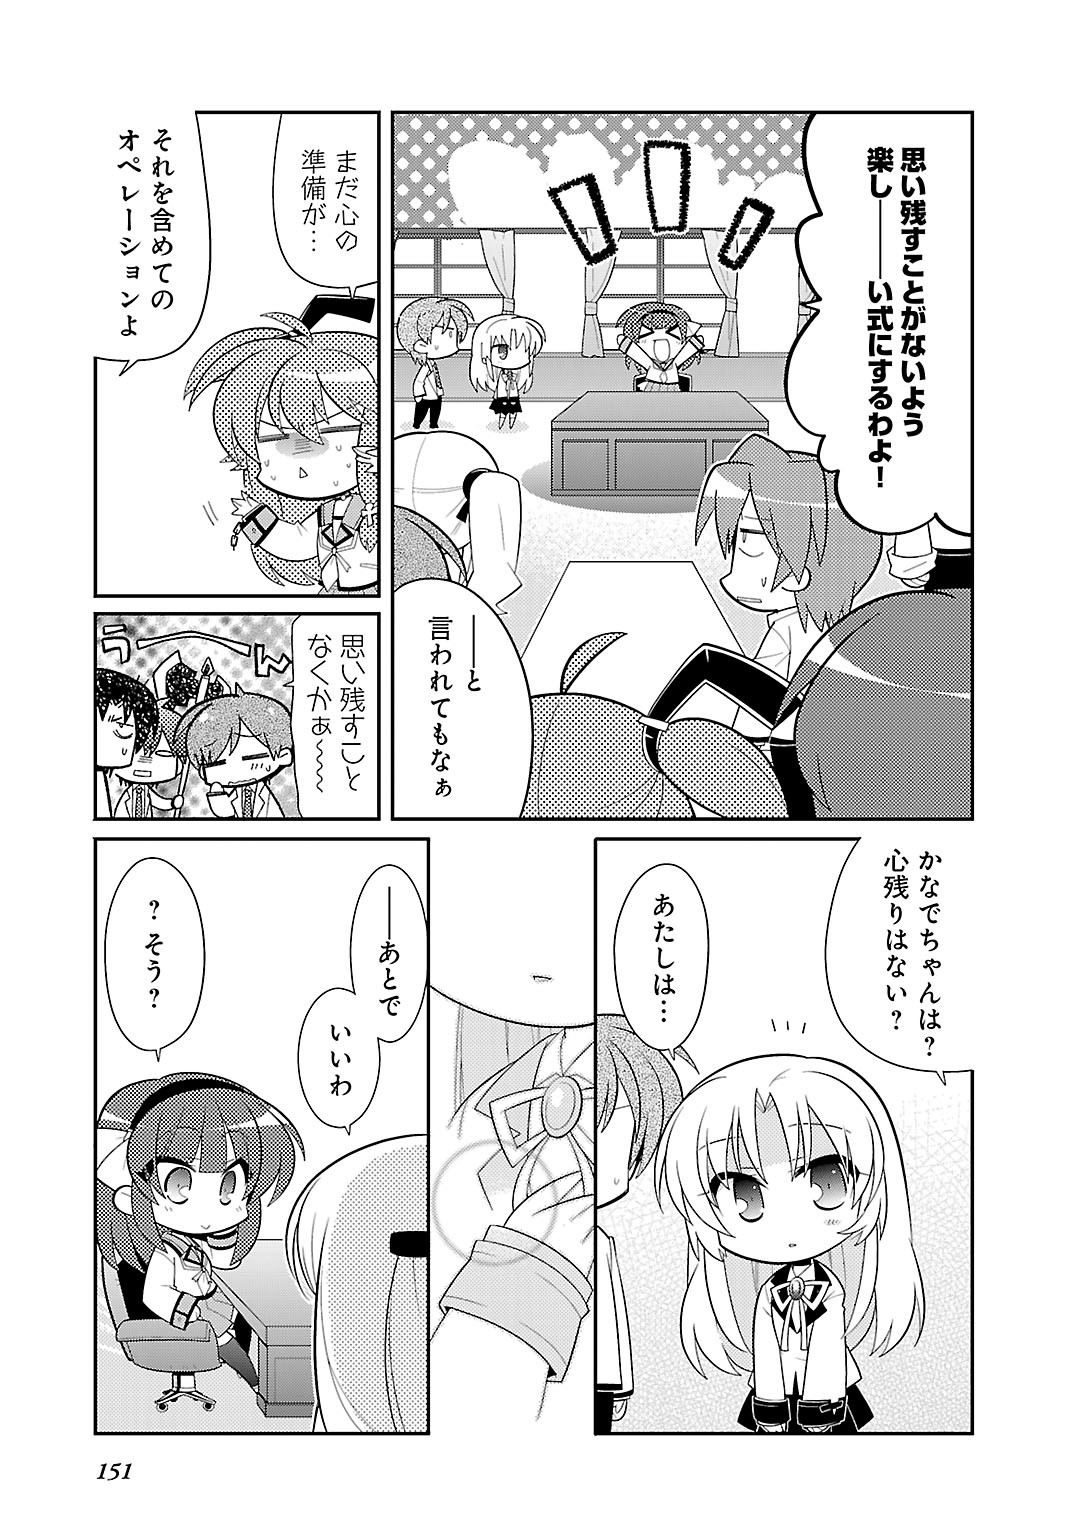 思い残すことがないよう
楽し――い式にするわよ！
――と
言われてもなぁ
まだ心の
準備が…
それを含めての
オペレーションよ
思い残すこと
なくかぁ～～～
うーーん
かなでちゃんは？
心残りはない？
あたしは…
――あとで
いいわ
？そう？
151